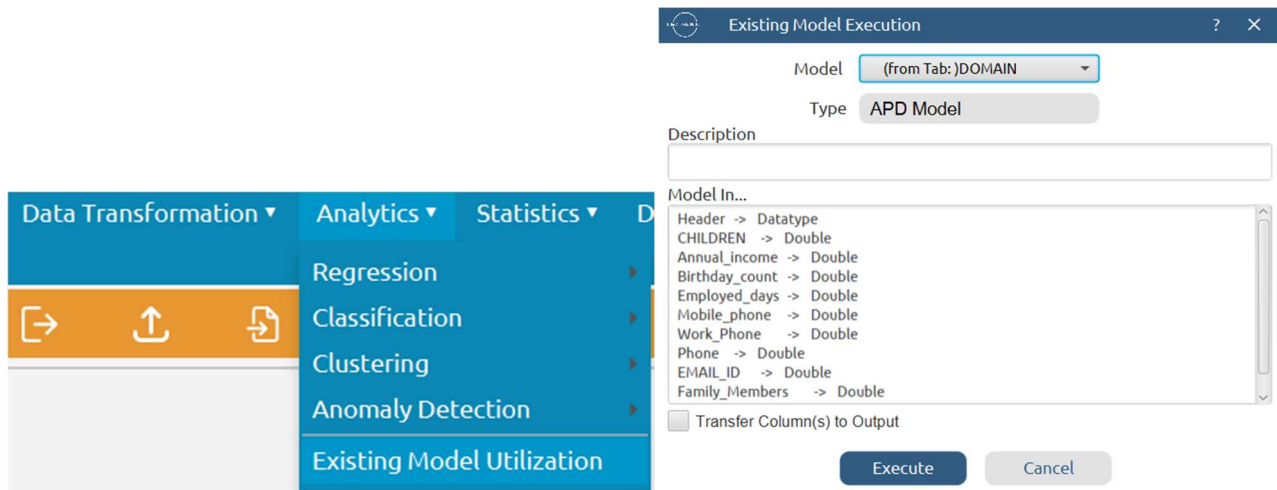 Data Transformation ▾ Analytics ▾ Statistics ▾ D
Regression
Classification
Clustering
Anomaly Detection
Existing Model Utilization
Existing Model Execution ? ×
Model (from Tab: )DOMAIN
Type APD Model
Description
Model In...
Header -> Datatype
CHILDREN -> Double
Annual_income -> Double
Birthday_count -> Double
Employed_days -> Double
Mobile_phone -> Double
Work_Phone -> Double
Phone -> Double
EMAIL_ID -> Double
Family_Members -> Double
Transfer Column(s) to Output
Execute Cancel